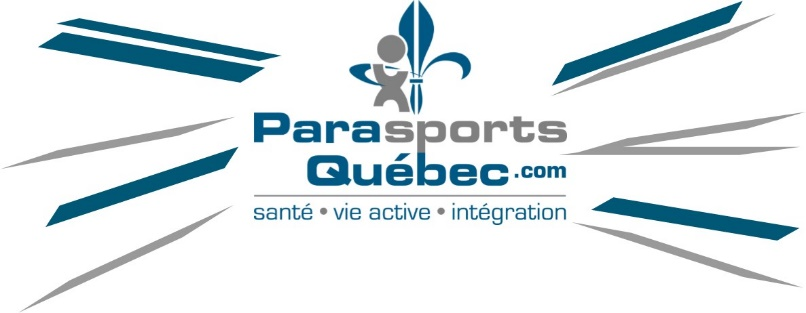 Parasports
Québec.com
santé • vie active • intégration